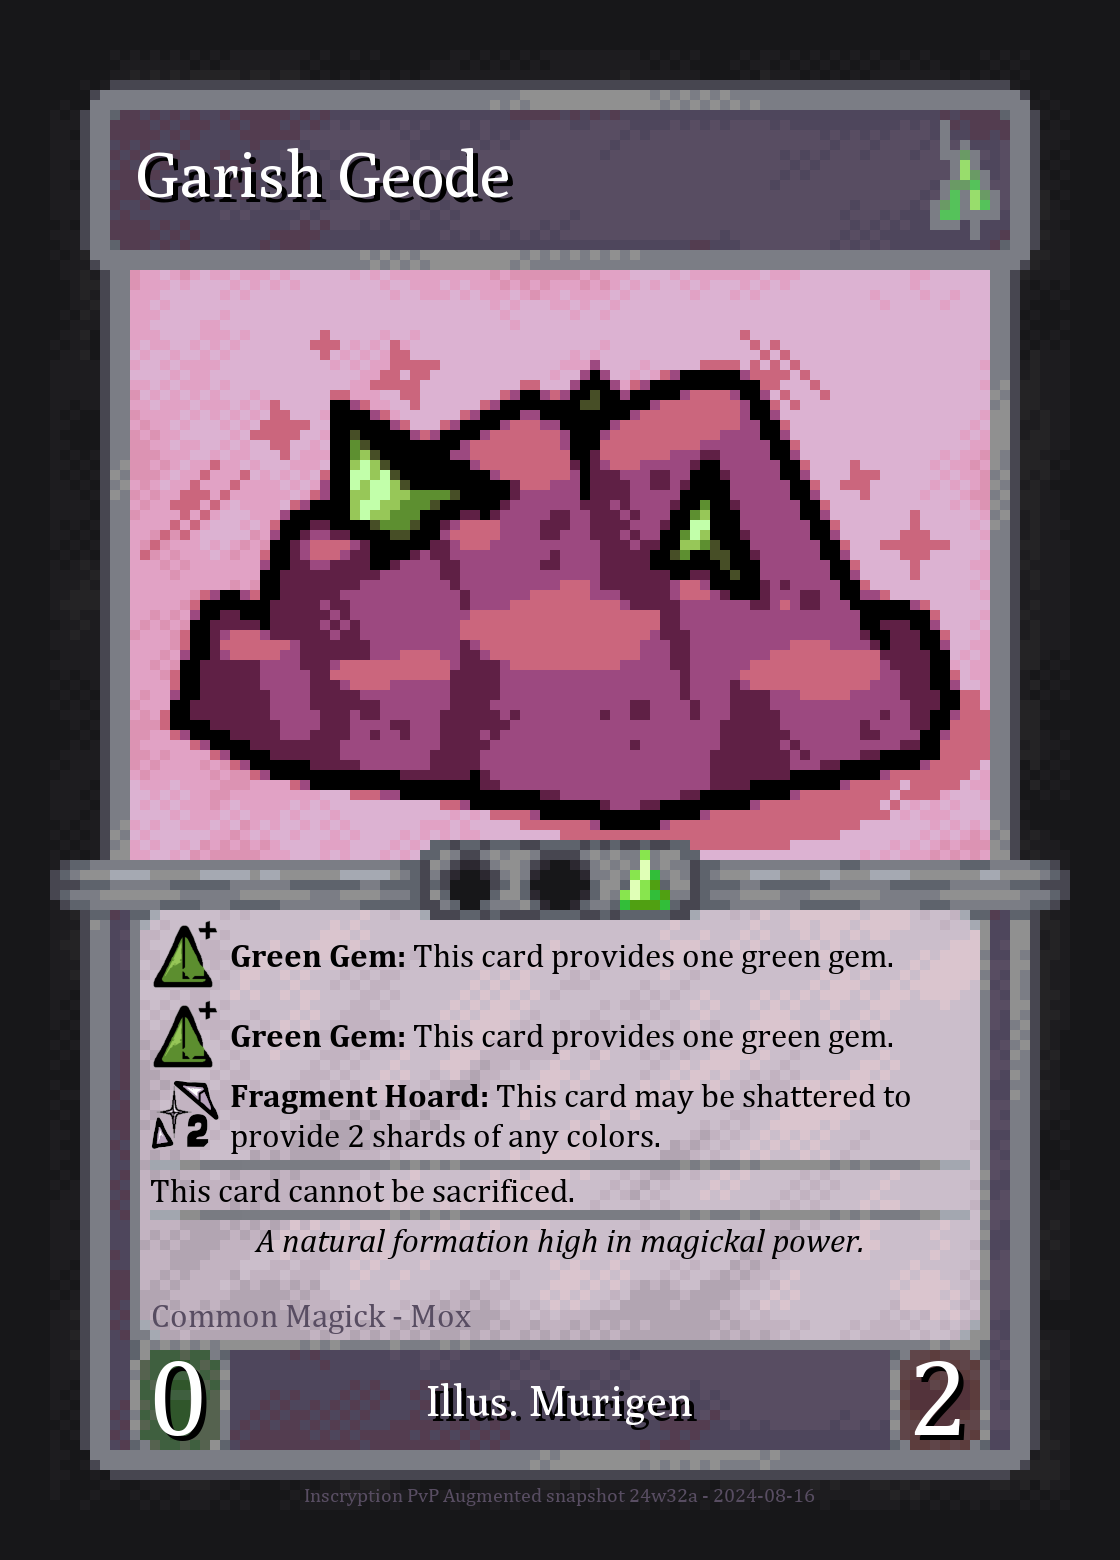 Garish Geode
Green Gem: This card provides one green gem.
Green Gem: This card provides one green gem.
2
Fragment Hoard: This card may be shattered to
provide 2 shards of any colors.
This card cannot be sacrificed.
A natural formation high in magickal power.
Common Magick - Mox
0
Illus. Murigen
2
Inscryption PvP Augmented snapshot 24w32a - 2024-08-16